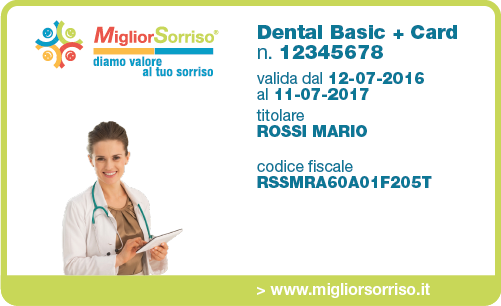 MigliorSorriso®
diamo valore
al tuo sorriso
Dental Basic + Card
n. 12345678
valida dal 12-07-2016
al 11-07-2017
titolare
ROSSI MARIO
codice fiscale
RSSMRA60A01F205T
> www.migliorsorriso.it